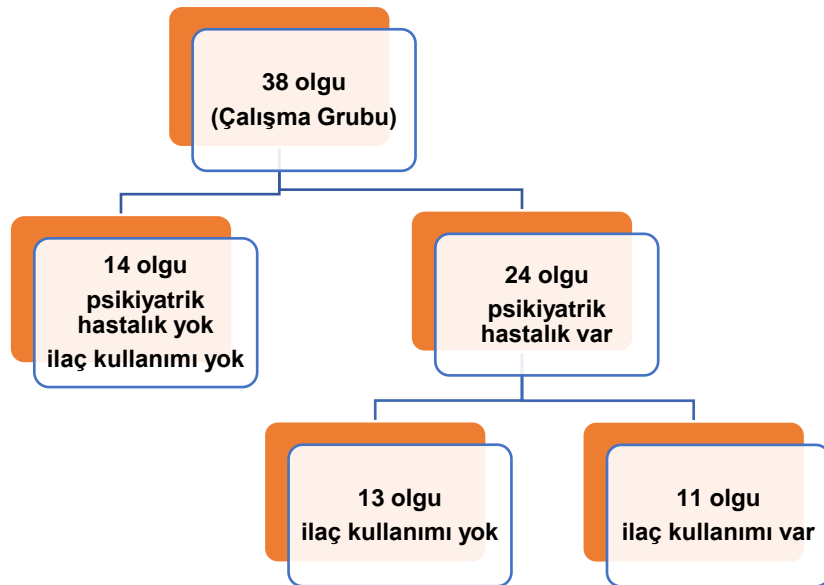 38 olgu
(Çalışma Grubu)
14 olgu
psikiyatrik
hastalık yok
ilaç kullanımı yok
24 olgu
psikiyatrik
hastalık var
13 olgu
ilaç kullanımı yok
11 olgu
ilaç kullanımı var